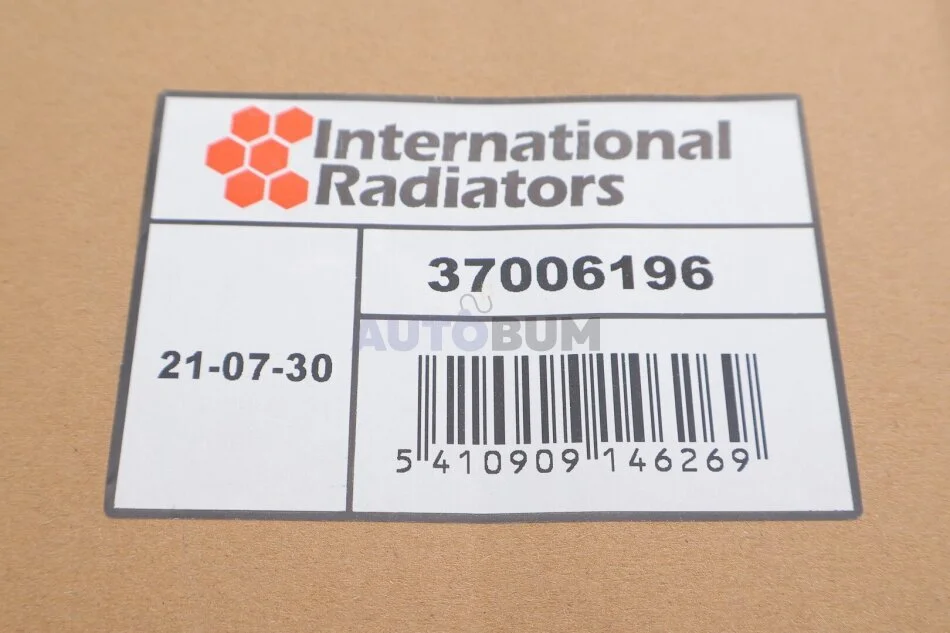 International
Radiators
37006196
AUTOBUM
21-07-30
5 410909 146269